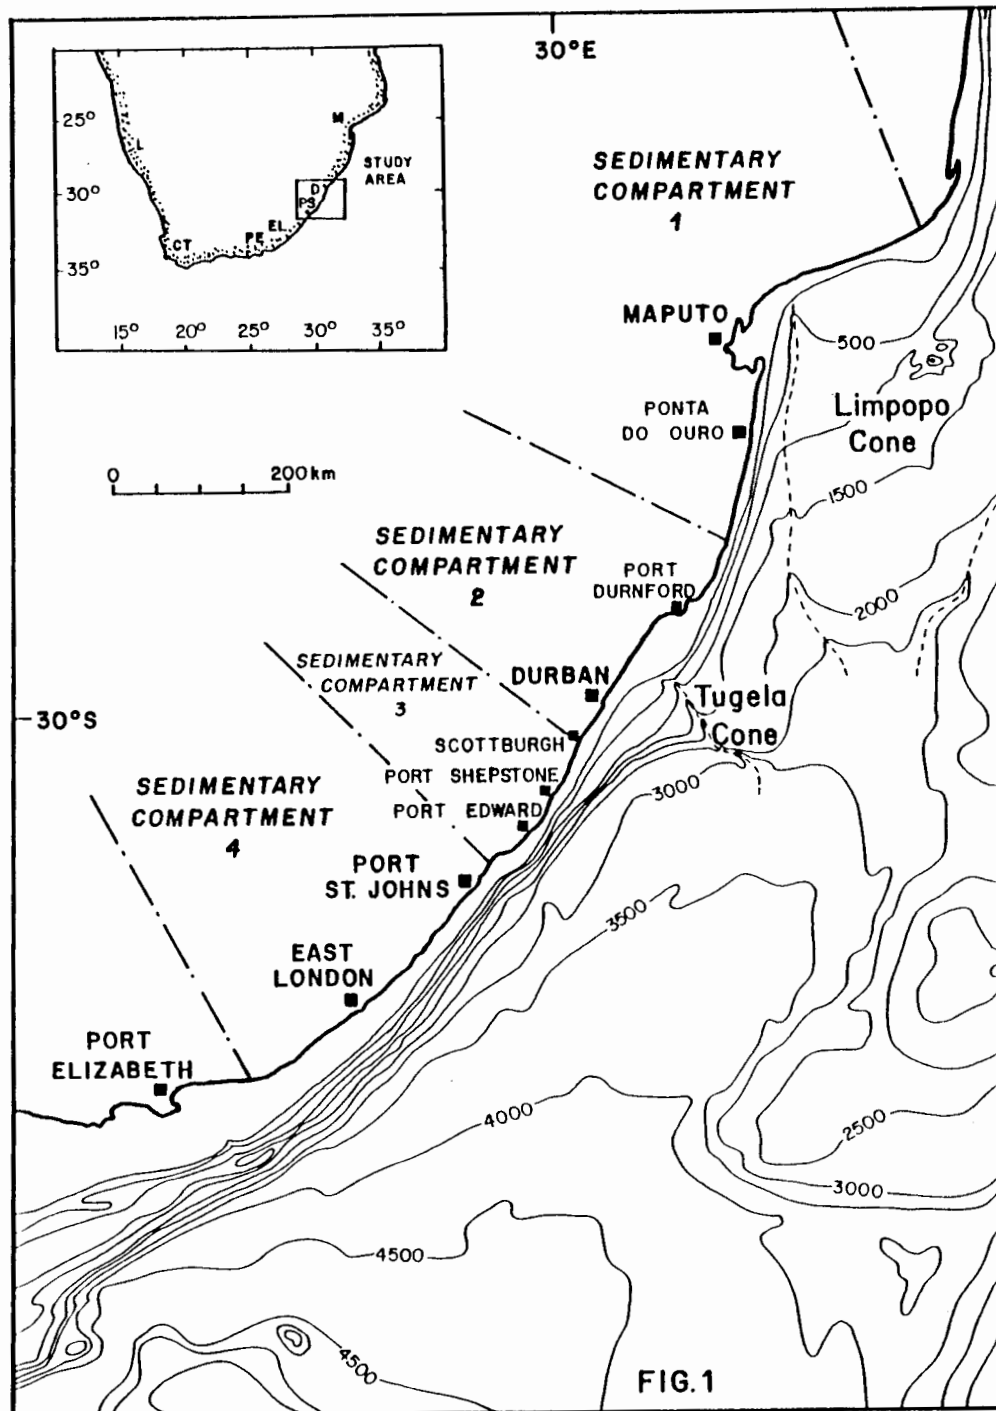 30°E
25°
30°
35°
15° 20° 25° 30° 35°
L
M
CT
PE
EL
D
PS
STUDY
AREA
SEDIMENTARY
COMPARTMENT
1
MAPUTO
500
Limpopo
Cone
PONTA
DO OURO
0 200km
1500
SEDIMENTARY
COMPARTMENT
2
PORT
DURNFORD
2000
SEDIMENTARY
COMPARTMENT
3
DURBAN
Tugela
Cone
30°S
SCOTTBURGH
PORT SHEPSTONE
PORT EDWARD
3000
SEDIMENTARY
COMPARTMENT
4
PORT
ST. JOHNS
3500
EAST
LONDON
PORT
ELIZABETH
4000
2500
3000
4500
4500
FIG.1